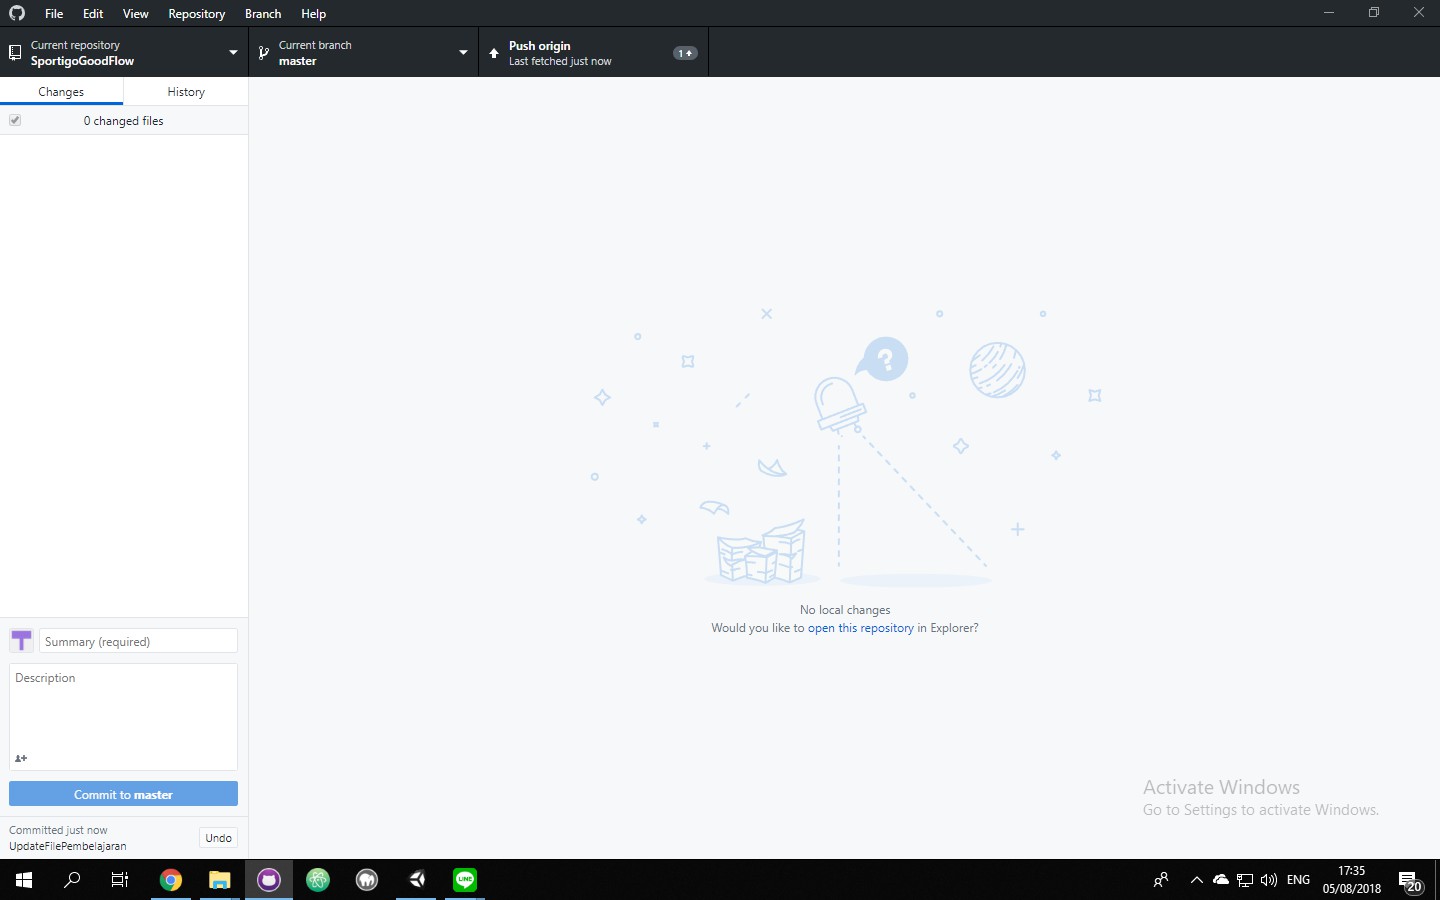 File Edit View Repository Branch Help
Current repository
SportigoGoodFlow
Current branch
master
Push origin
Last fetched just now
1
Changes History
0 changed files
?
No local changes
Would you like to open this repository in Explorer?
Summary (required)
Description
Commit to master
Committed just now
UpdateFilePembelajaran
Undo
Activate Windows
Go to Settings to activate Windows.
LINE
ENG
17:35
05/08/2018
20